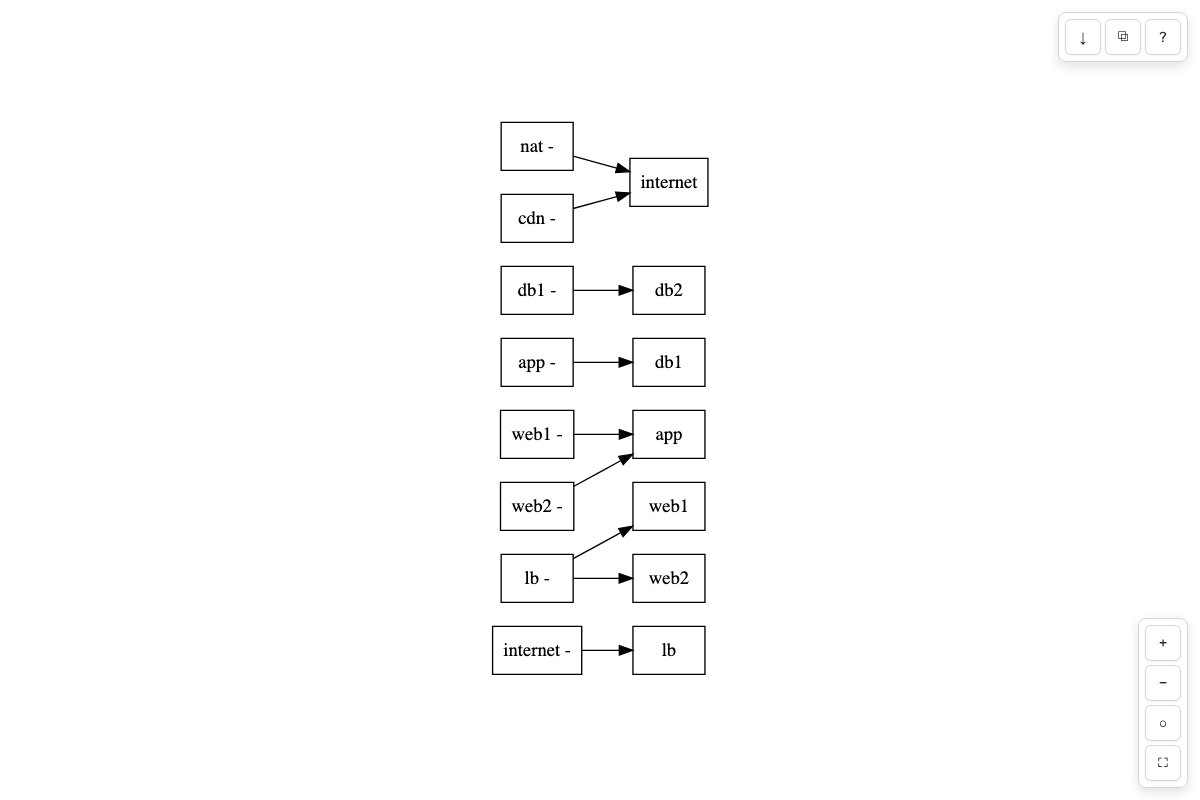 ↓ ⧉ ?
nat -
internet
cdn -
db1 -
db2
app -
db1
web1 -
app
web2 -
web1
lb -
web2
internet -
lb
+
−
○
⛶